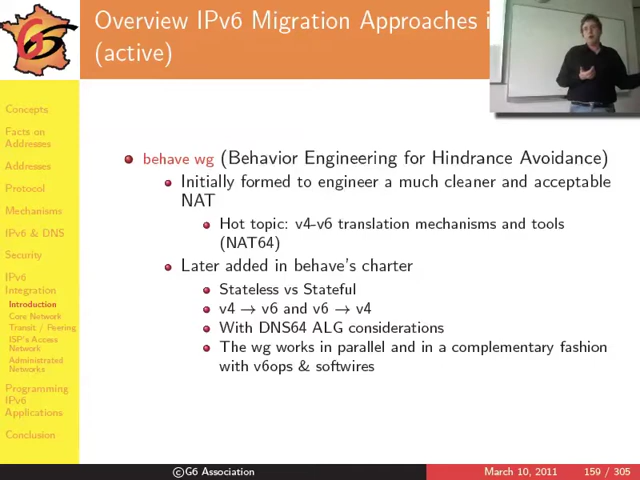 Overview IPv6 Migration Approaches i
(active)
G6
Concepts
Facts on
Addresses
Addresses
Protocol
Mechanisms
IPv6 & DNS
Security
IPv6
Integration
Introduction
Core Network
Transit / Peering
ISP's Access
Network
Administrated
Networks
Programming
IPv6
Applications
Conclusion
behave wg (Behavior Engineering for Hindrance Avoidance)
Initially formed to engineer a much cleaner and acceptable
NAT
Hot topic: v4-v6 translation mechanisms and tools
(NAT64)
Later added in behave's charter
Stateless vs Stateful
v4 → v6 and v6 → v4
With DNS64 ALG considerations
The wg works in parallel and in a complementary fashion
with v6ops & softwires
©G6 Association
March 10, 2011
159 / 305